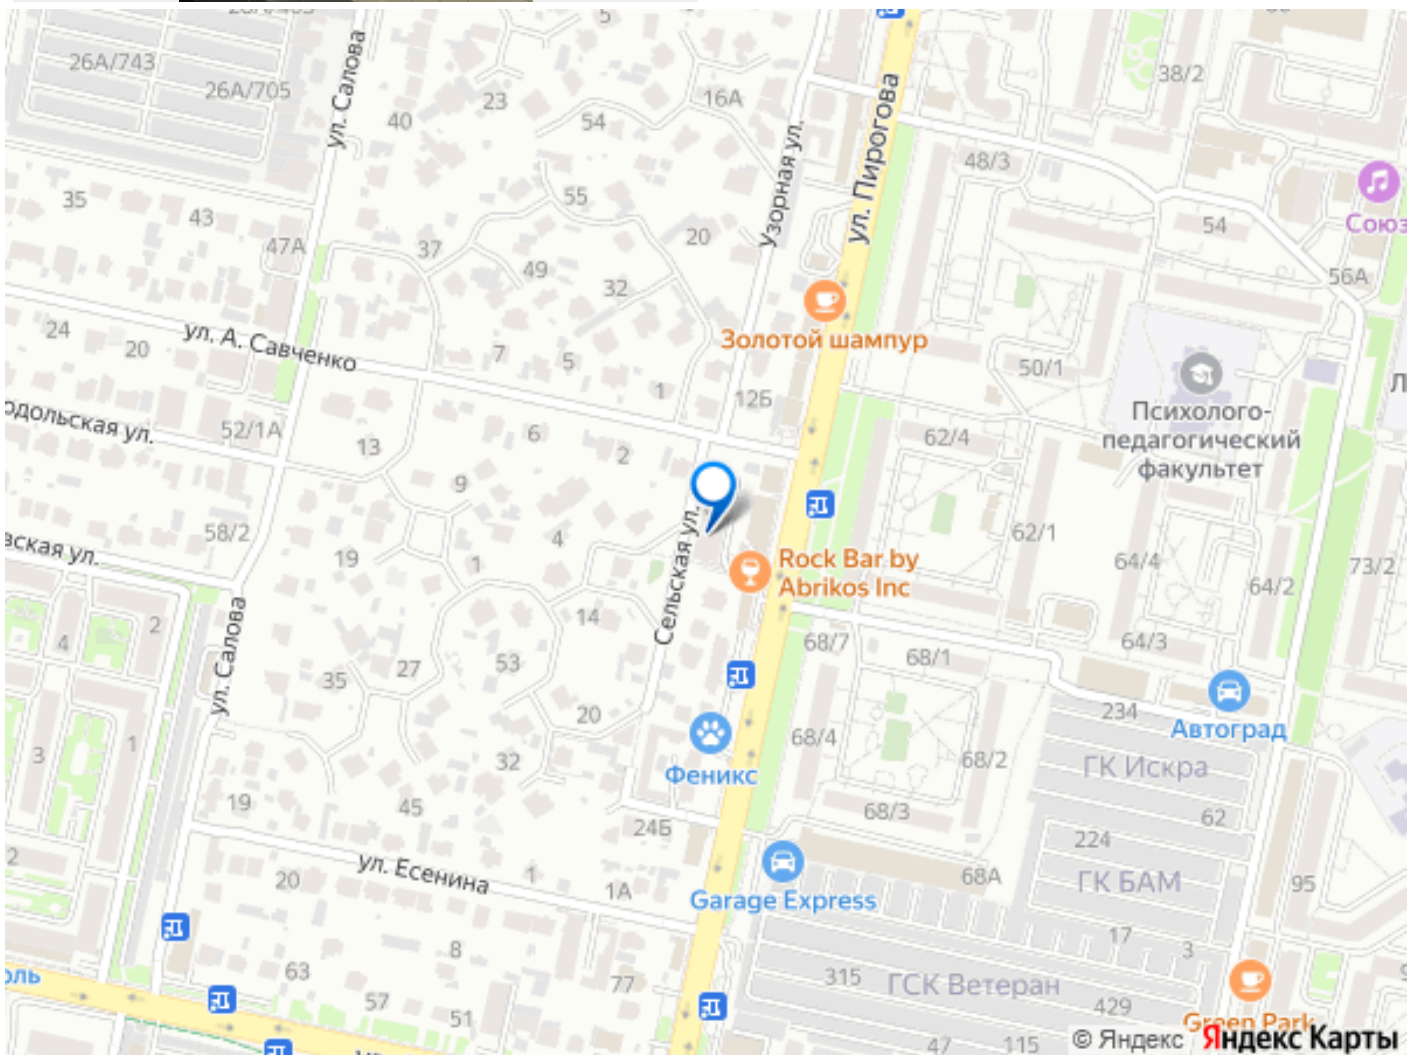 26А/743
26А/705
ул. Салова
40
23
5
54
16А
ул. Пирогова
38/2
48/3
Узорная ул.
35
43
47А
37
55
49
20
32
54
56А
Союз
24
20
ул. А. Савченко
7
5
1
12Б
Золотой шампур
50/1
Психолого-
педагогический
факультет
одольская ул.
52/1А
13
6
2
62/4
9
58/2
вская ул.
19
1
4
Сельская ул.
Rock Bar by
Abrikos Inc
62/1
64/4
64/2
73/2
2
4
14
ул. Салова
27
53
35
68/7
68/1
64/3
20
234
Автоград
3
1
32
Феникс
68/4
68/2
ГК Искра
19
45
24Б
68/3
62
224
2
20
ул. Есенина
1
1А
68А
ГК БАМ
95
Garage Express
8
17
3
оль
63
57
51
77
315
ГСК Ветеран
429
Green Park
47
115
© Яндекс Яндекс Карты